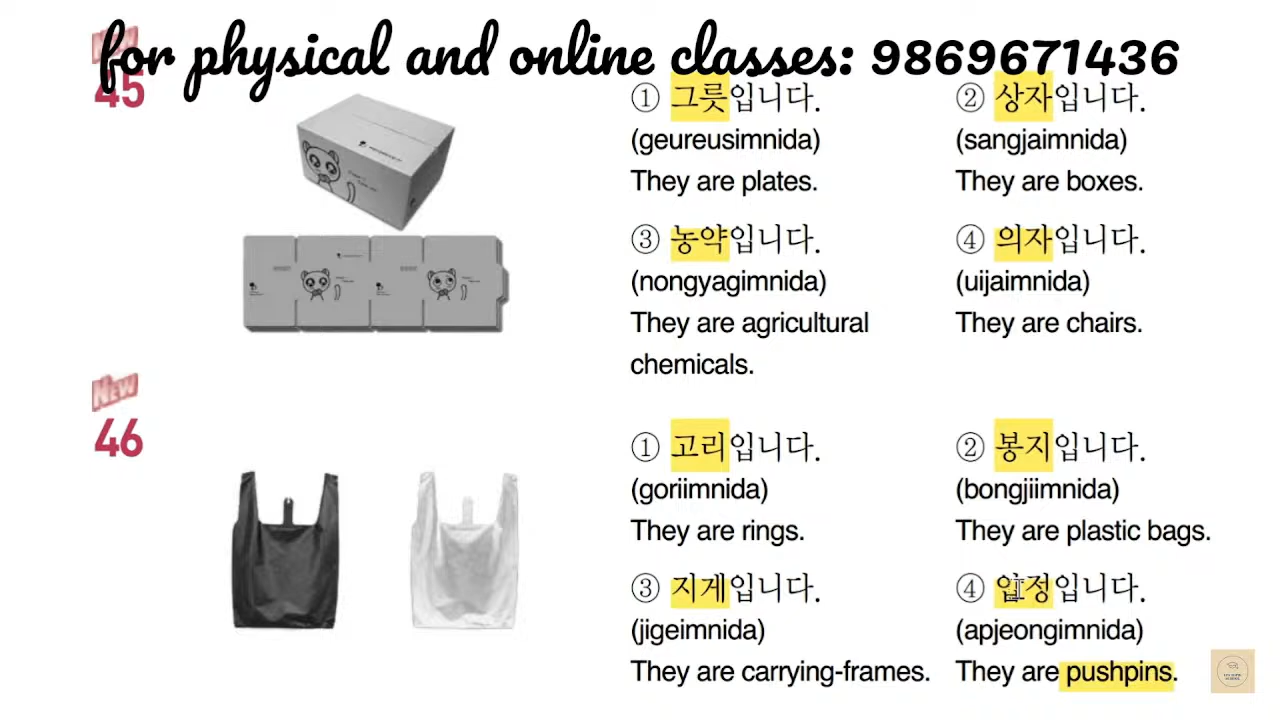 for physical and online classes: 9869671436
NEW
45
① 그릇입니다.
(geureusimnida)
They are plates.
② 상자입니다.
(sangjaimnida)
They are boxes.
③ 농약입니다.
(nongyagimnida)
They are agricultural
chemicals.
④ 의자입니다.
(uijaimnida)
They are chairs.
NEW
46
① 고리입니다.
(goriimnida)
They are rings.
② 봉지입니다.
(bongjiimnida)
They are plastic bags.
③ 지게입니다.
(jigeimnida)
They are carrying-frames.
④ 압정입니다.
(apjeongimnida)
They are pushpins.